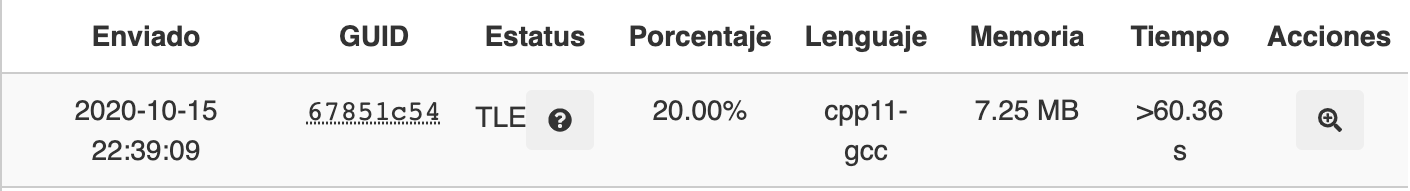 Enviado GUID Estatus Porcentaje Lenguaje Memoria Tiempo Acciones
2020-10-15 67851c54 TLE 20.00% cpp11- 7.25 MB >60.36
22:39:09 gcc s